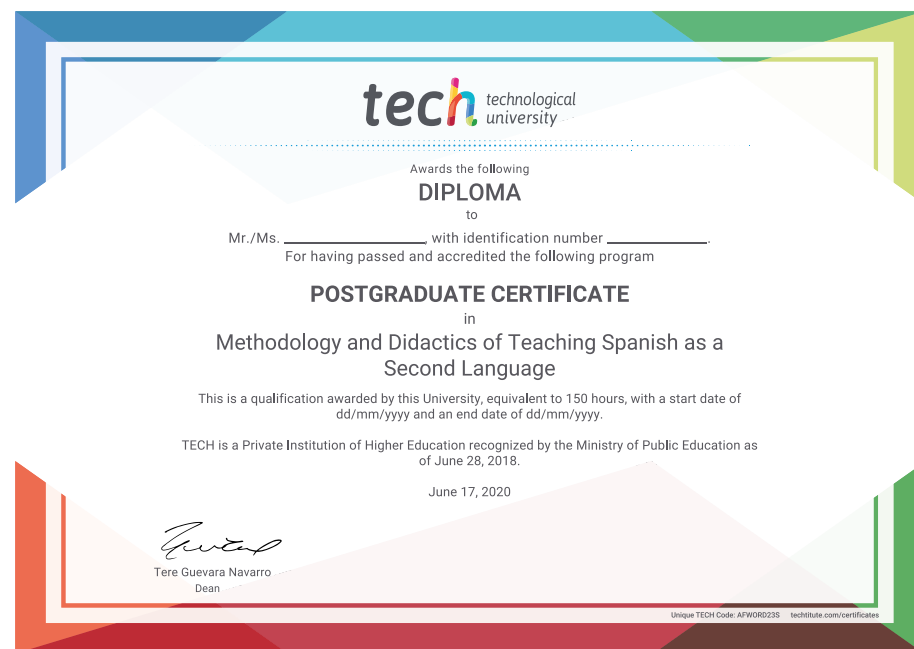 tech technological
university
Awards the following
DIPLOMA
to
Mr./Ms. ____________________, with identification number ______________.
For having passed and accredited the following program
POSTGRADUATE CERTIFICATE
in
Methodology and Didactics of Teaching Spanish as a
Second Language
This is a qualification awarded by this University, equivalent to 150 hours, with a start date of
dd/mm/yyyy and an end date of dd/mm/yyyy.
TECH is a Private Institution of Higher Education recognized by the Ministry of Public Education as
of June 28, 2018.
June 17, 2020
Tere Guevara Navarro
Dean
Unique TECH Code: AFWORD23S techtitute.com/certificates